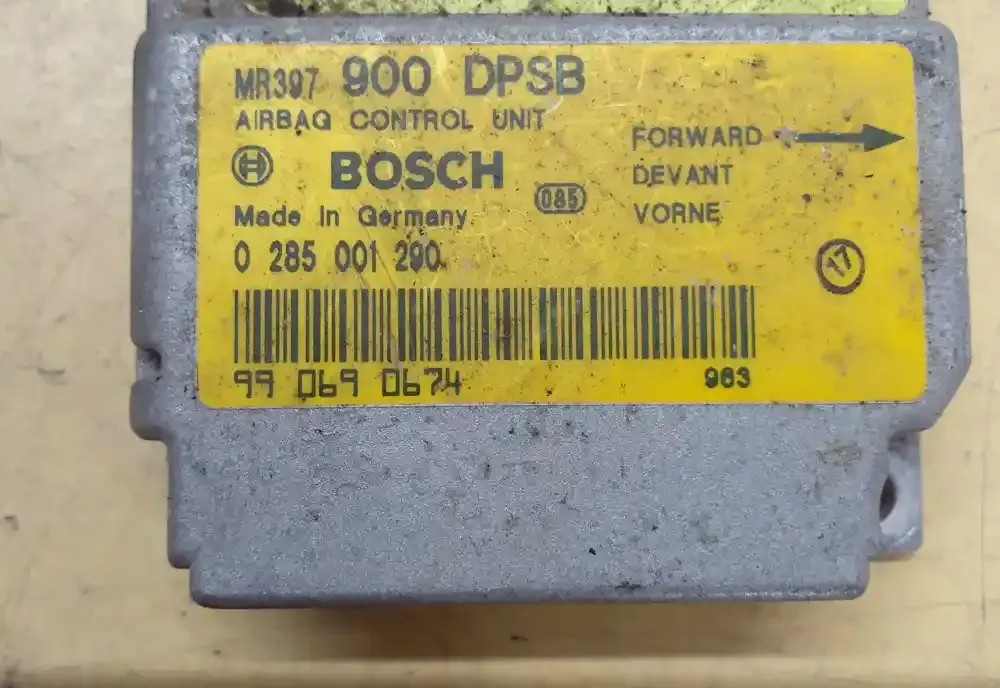 MR397 900 DPSB
AIRBAG CONTROL UNIT
BOSCH
085
Made in Germany
0 285 001 290
FORWARD
DEVANT
VORNE
17
99 069 0674
963